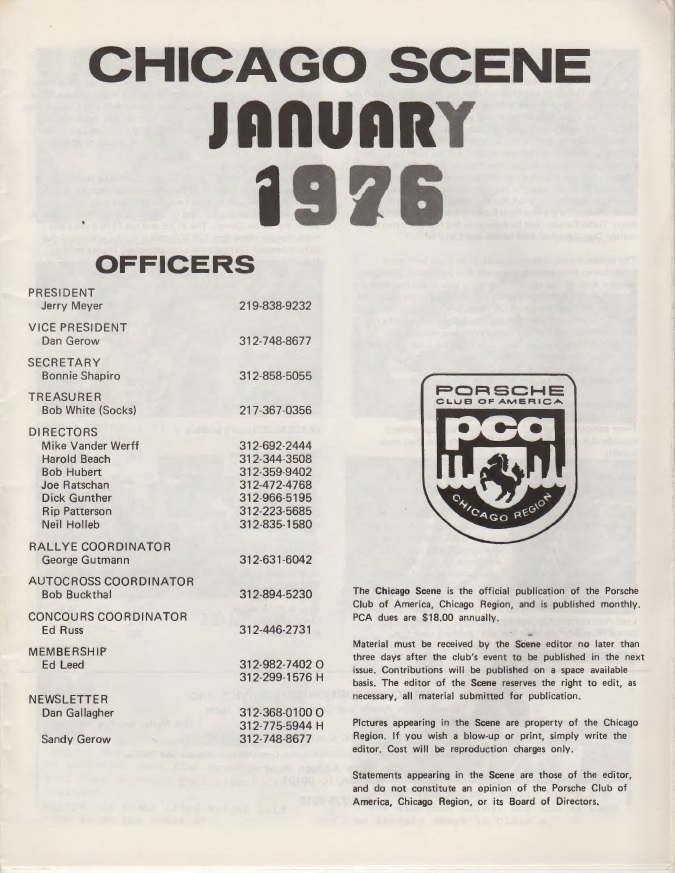 CHICAGO SCENE
JANUARY
1976
OFFICERS
PRESIDENT
Jerry Meyer 219-838-9232
VICE PRESIDENT
Dan Gerow 312-748-8677
SECRETARY
Bonnie Shapiro 312-858-5055
TREASURER
Bob White (Socks) 217-367-0356
DIRECTORS
Mike Vander Werff 312-692-2444
Harold Beach 312-344-3508
Bob Hubert 312-359-9402
Joe Ratschan 312-472-4768
Dick Gunther 312-966-5195
Rip Patterson 312-223-5685
Neil Holleb 312-835-1580
RALLYE COORDINATOR
George Gutmann 312-631-6042
AUTOCROSS COORDINATOR
Bob Buckthal 312-894-5230
CONCOURS COORDINATOR
Ed Russ 312-446-2731
MEMBERSHIP
Ed Leed 312-982-7402 O
312-299-1576 H
NEWSLETTER
Dan Gallagher 312-368-0100 O
312-775-5944 H
Sandy Gerow 312-748-8677
PORSCHE
CLUB OF AMERICA
pca
CHICAGO REGION
The Chicago Scene is the official publication of the Porsche
Club of America, Chicago Region, and is published monthly.
PCA dues are $18.00 annually.
Material must be received by the Scene editor no later than
three days after the club's event to be published in the next
issue. Contributions will be published on a space available
basis. The editor of the Scene reserves the right to edit, as
necessary, all material submitted for publication.
Pictures appearing in the Scene are property of the Chicago
Region. If you wish a blow-up or print, simply write the
editor. Cost will be reproduction charges only.
Statements appearing in the Scene are those of the editor,
and do not constitute an opinion of the Porsche Club of
America, Chicago Region, or its Board of Directors.